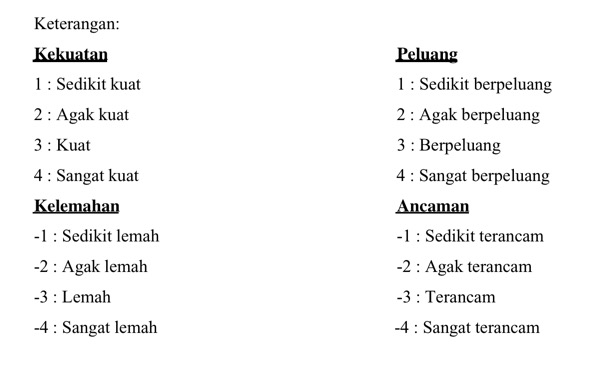 Keterangan:
Kekuatan
1 : Sedikit kuat
2 : Agak kuat
3 : Kuat
4 : Sangat kuat
Kelemahan
-1 : Sedikit lemah
-2 : Agak lemah
-3 : Lemah
-4 : Sangat lemah
Peluang
1 : Sedikit berpeluang
2 : Agak berpeluang
3 : Berpeluang
4 : Sangat berpeluang
Ancaman
-1 : Sedikit terancam
-2 : Agak terancam
-3 : Terancam
-4 : Sangat terancam